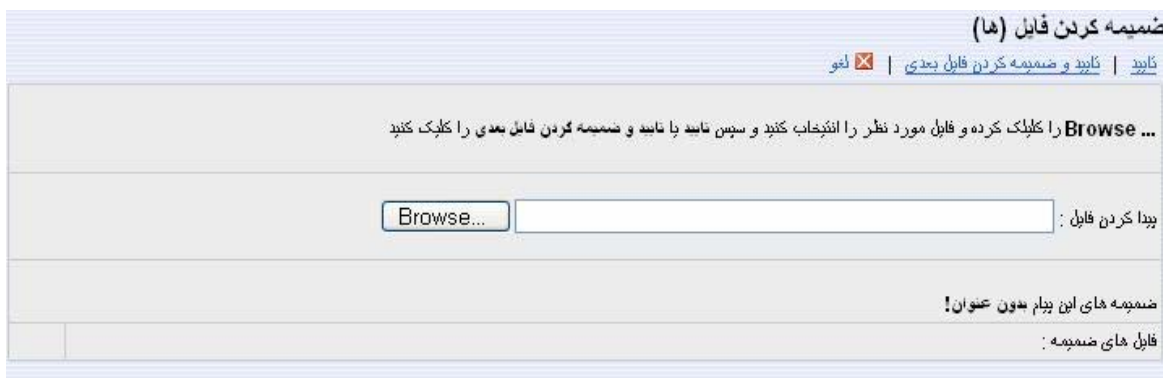 ضمیمه کردن فایل (ها)
تایید | تایید و ضمیمه کردن فایل بعدی | لغو
... Browse را کلیلک کرده و فایل مورد نظر را انتیخاب کنید و سپس تایید یا تایید و ضمیمه کردن فایل بعدی را کلیک کنید
پیدا کردن فایل : Browse...
ضمیمه های این پیام بدون عنوان!
فایل های ضمیمه :